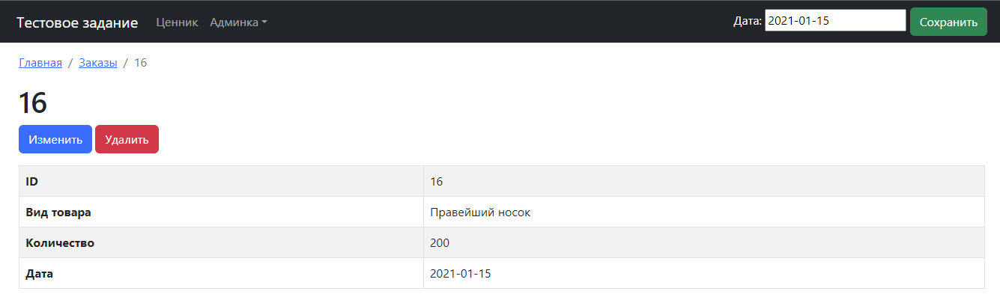 Тестовое задание Ценник Админка Дата: 2021-01-15 Сохранить
Главная / Заказы / 16
16
Изменить Удалить
ID 16
Вид товара Правейший носок
Количество 200
Дата 2021-01-15